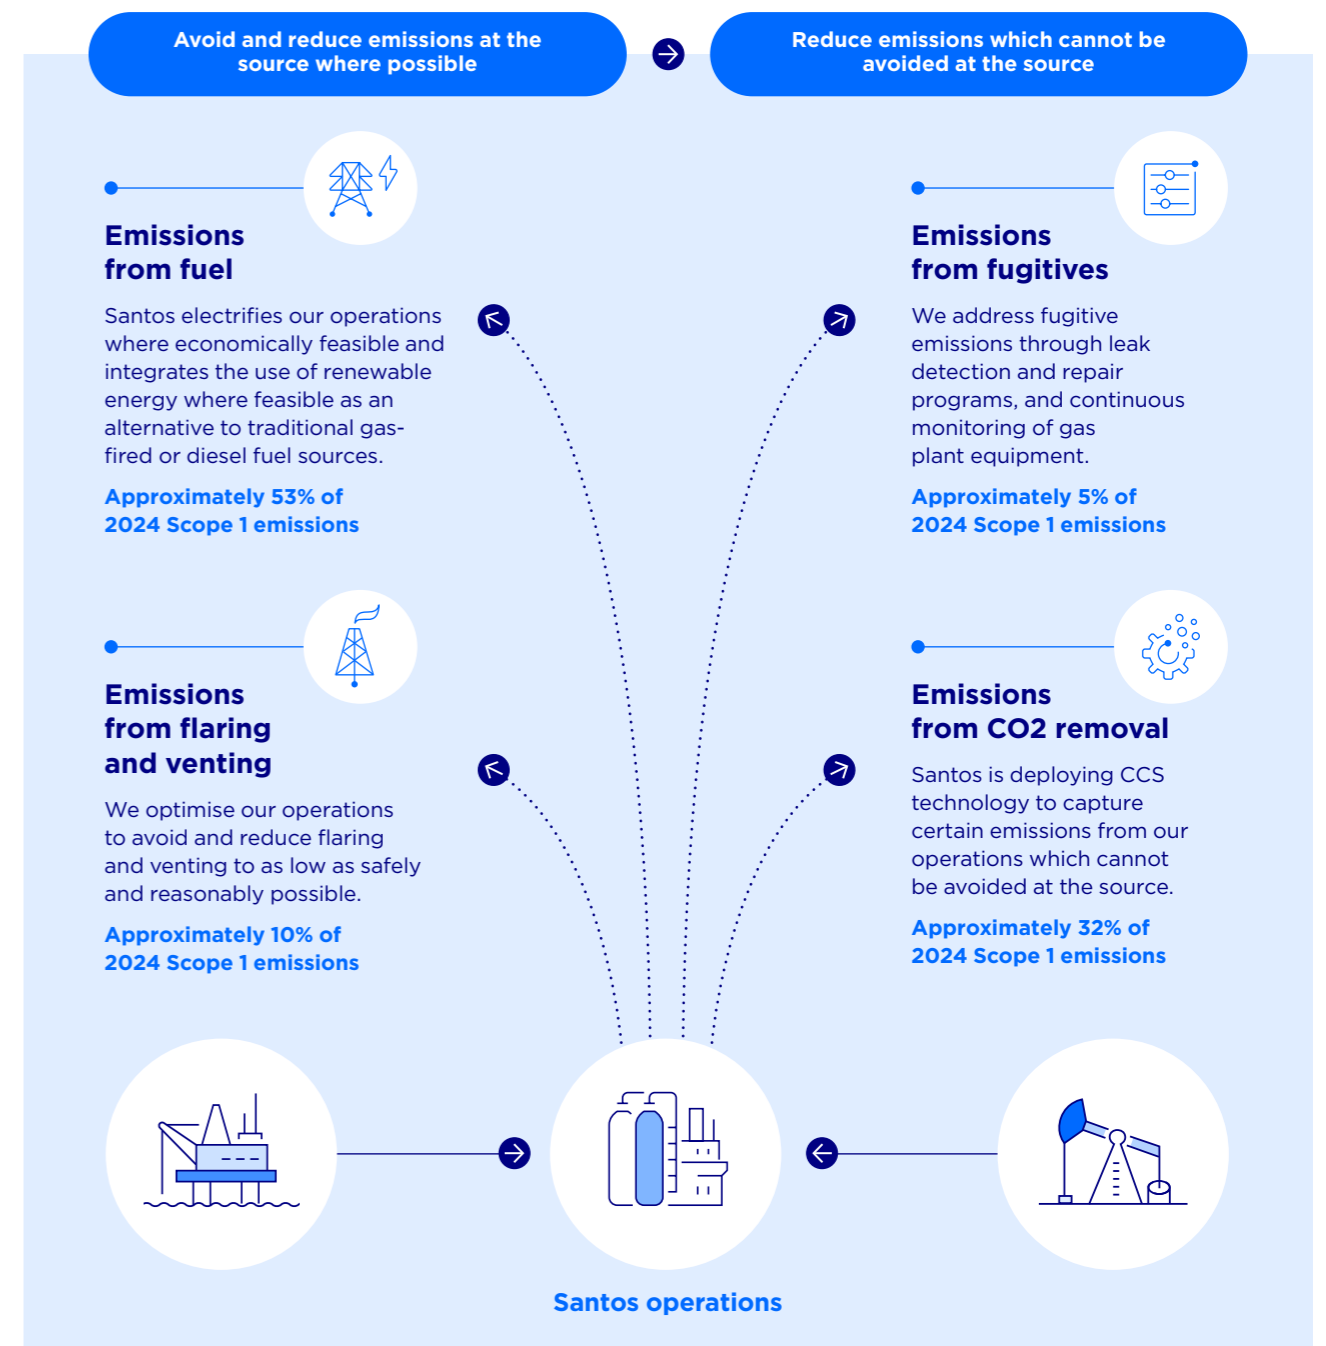 Avoid and reduce emissions at the
source where possible
Reduce emissions which cannot be
avoided at the source
Emissions
from fuel
Santos electrifies our operations
where economically feasible and
integrates the use of renewable
energy where feasible as an
alternative to traditional gas-
fired or diesel fuel sources.
Approximately 53% of
2024 Scope 1 emissions
Emissions
from fugitives
We address fugitive
emissions through leak
detection and repair
programs, and continuous
monitoring of gas
plant equipment.
Approximately 5% of
2024 Scope 1 emissions
Emissions
from flaring
and venting
We optimise our operations
to avoid and reduce flaring
and venting to as low as safely
and reasonably possible.
Approximately 10% of
2024 Scope 1 emissions
Emissions
from CO2 removal
Santos is deploying CCS
technology to capture
certain emissions from our
operations which cannot
be avoided at the source.
Approximately 32% of
2024 Scope 1 emissions
Santos operations